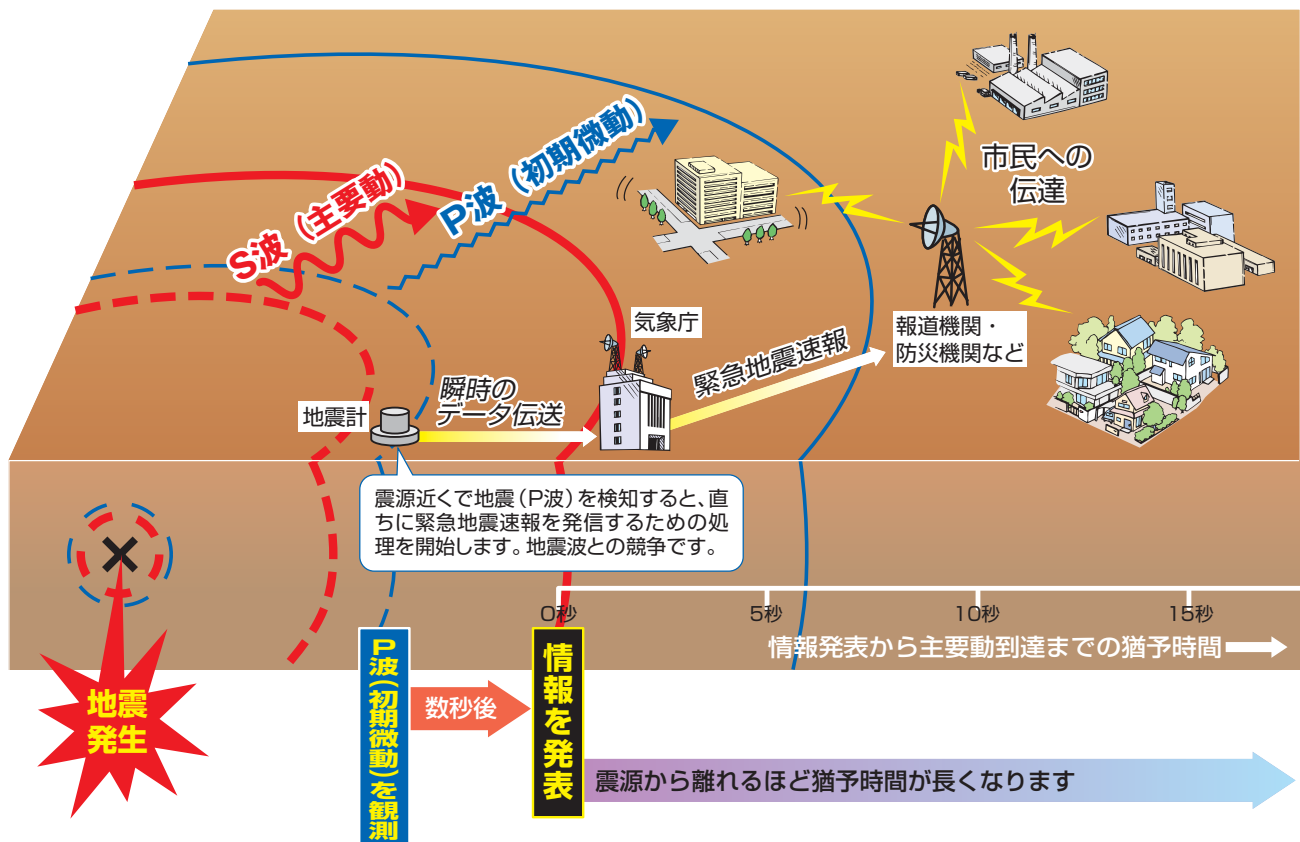 S波（主要動）
P波（初期微動）
市民への
伝達
気象庁
報道機関・
防災機関など
緊急地震速報
瞬時の
データ伝送
地震計
震源近くで地震（P波）を検知すると、直
ちに緊急地震速報を発信するための処
理を開始します。地震波との競争です。
0秒
5秒
10秒
15秒
情報発表から主要動到達までの猶予時間
地震
発生
P波(初期微動)を観測
数秒後
情報を発表
震源から離れるほど猶予時間が長くなります